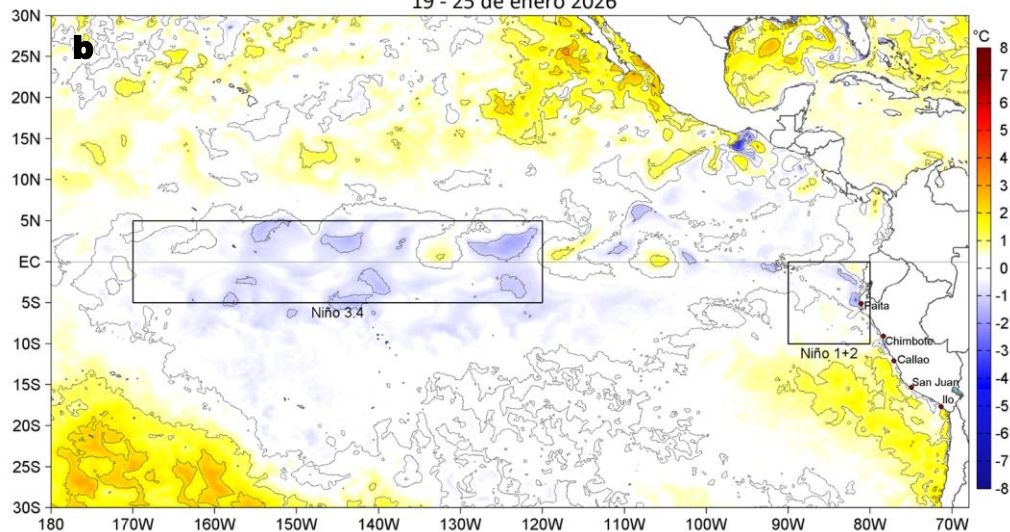 19 - 25 de enero 2026
b
°C
30N
25N
20N
15N
10N
5N
EC
5S
10S
15S
20S
25S
30S
180
170W
160W
150W
140W
130W
120W
110W
100W
90W
80W
70W
Niño 3.4
Niño 1+2
Paita
Chimbote
Callao
San Juan
Ilo
8
7
6
5
4
3
2
1
0
-1
-2
-3
-4
-5
-6
-7
-8